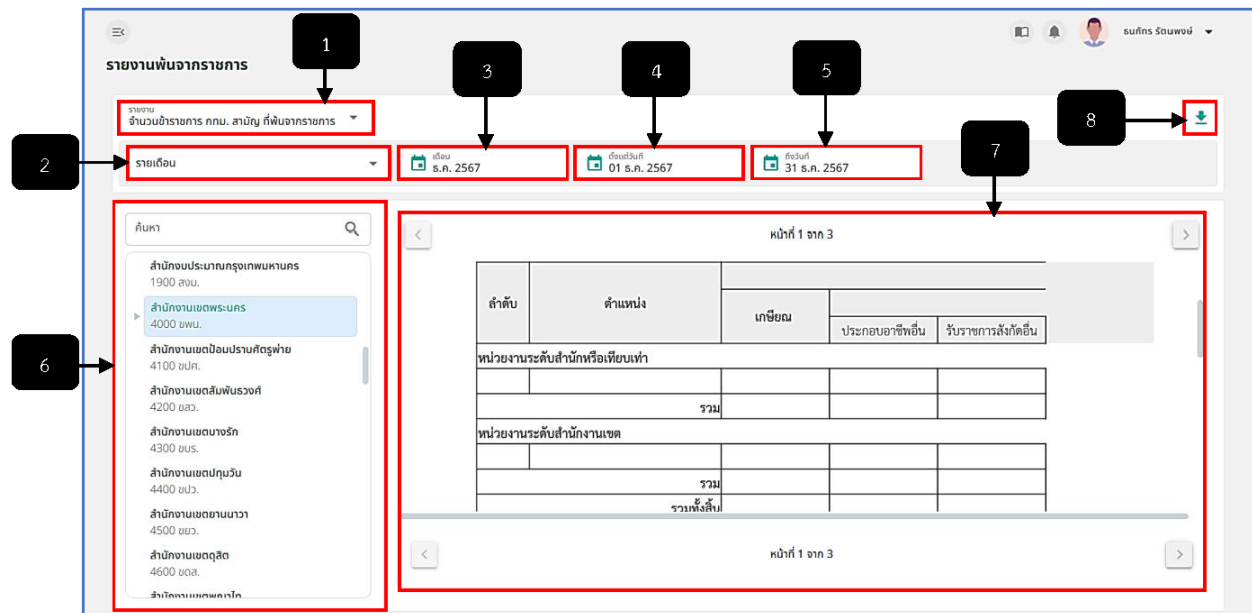 1
ธนภัทร รัตนพงษ์
รายงานพ้นจากราชการ
3
4
5
รายงาน
จำนวนข้าราชการ กทม. สามัญ ที่พ้นจากราชการ
8
2
รายเดือน
เดือน
ธ.ค. 2567
ตั้งแต่วันที่
01 ธ.ค. 2567
ถึงวันที่
31 ธ.ค. 2567
7
ค้นหา
หน้าที่ 1 จาก 3
สำนักงบประมาณกรุงเทพมหานคร
1900 สงม.
สำนักงานเขตพระนคร
4000 ขพน.
สำนักงานเขตป้อมปราบศัตรูพ่าย
4100 ขปศ.
6
สำนักงานเขตสัมพันธวงศ์
4200 ขสว.
สำนักงานเขตบางรัก
4300 ขบร.
สำนักงานเขตปทุมวัน
4400 ขปว.
สำนักงานเขตยานนาวา
4500 ขยว.
สำนักงานเขตดุสิต
4600 ขดส.
สำนักงานเขตพญาไท
ลำดับ
ตำแหน่ง
เกษียณ
ประกอบอาชีพอื่น
รับราชการสังกัดอื่น
หน่วยงานระดับสำนักหรือเทียบเท่า
รวม
หน่วยงานระดับสำนักงานเขต
รวม
รวมทั้งสิ้น
หน้าที่ 1 จาก 3